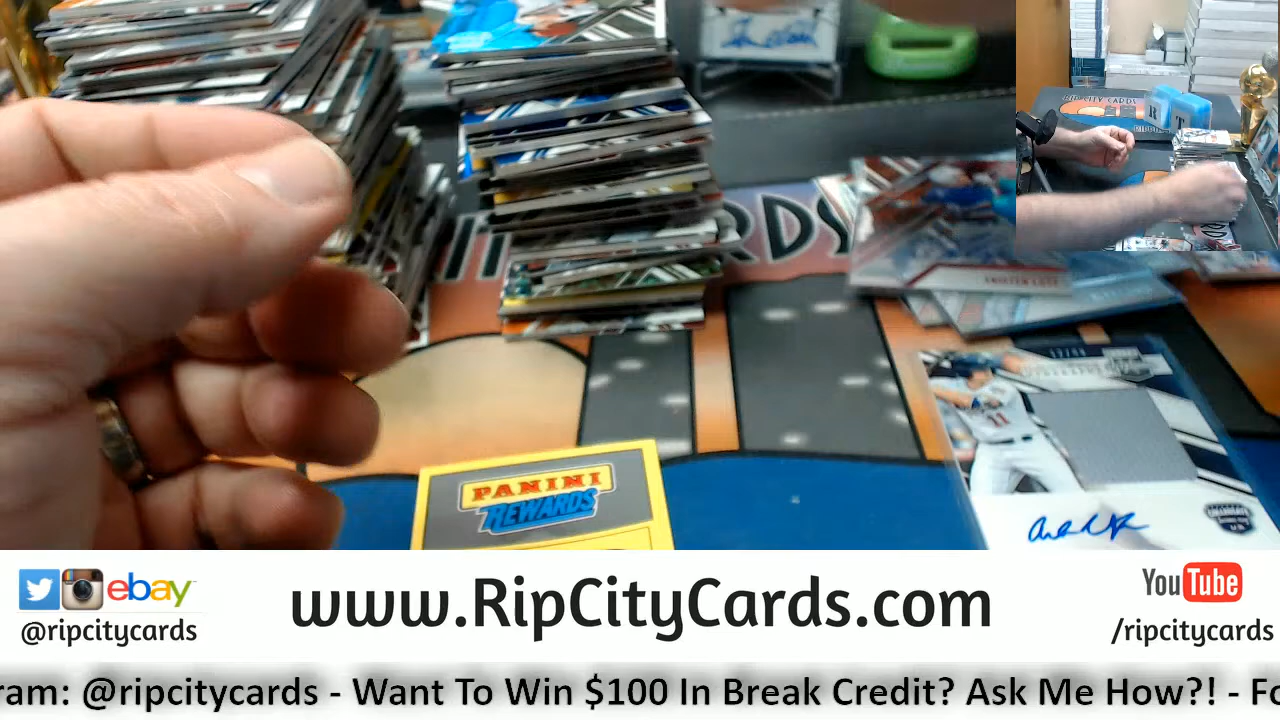 RIP CITY CARDS
R
T
RDS
PANINI
REWARDS
ebay
@ripcitycards
www.RipCityCards.com
YouTube
/ripcitycards
ram: @ripcitycards - Want To Win $100 In Break Credit? Ask Me How?! - Fo